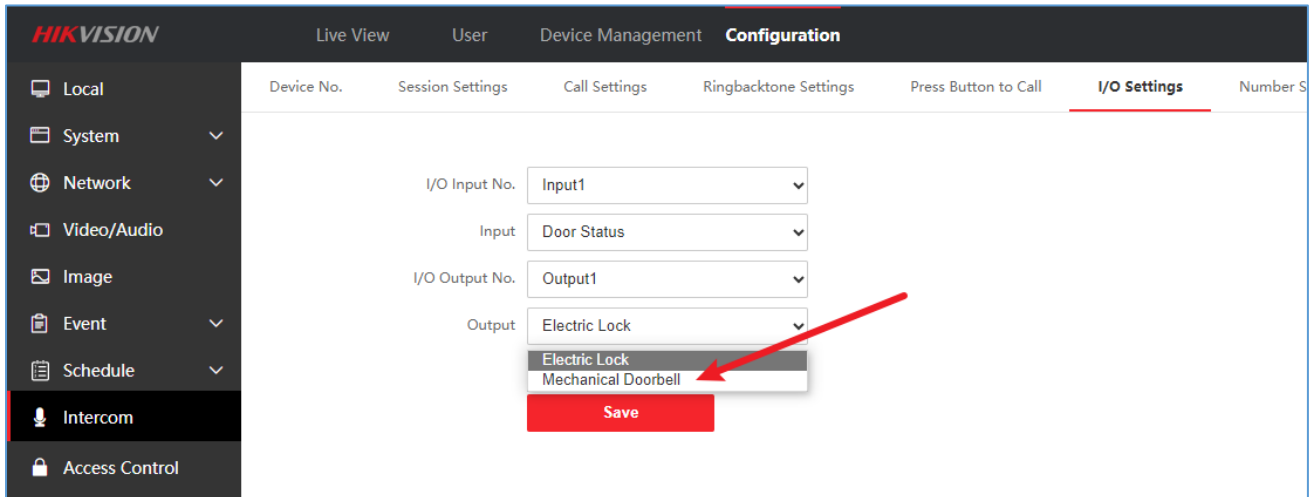 HIKVISION Live View User Device Management Configuration
Local
System
Network
Video/Audio
Image
Event
Schedule
Intercom
Access Control
Device No. Session Settings Call Settings Ringbacktone Settings Press Button to Call I/O Settings Number S
I/O Input No. Input1
Input Door Status
I/O Output No. Output1
Output Electric Lock
Electric Lock
Mechanical Doorbell
Save